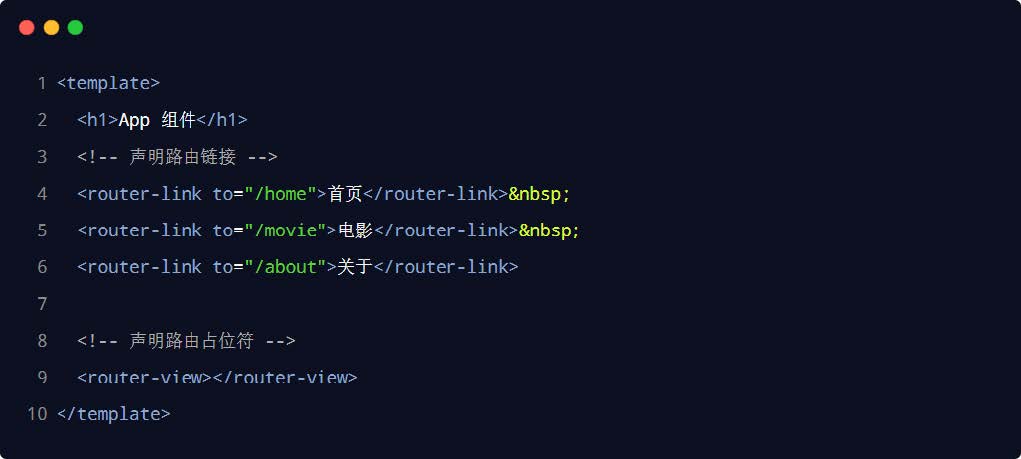 1 <template>
2 <h1>App 组件</h1>
3 <!-- 声明路由链接 -->
4 <router-link to="/home">首页</router-link>&nbsp;
5 <router-link to="/movie">电影</router-link>&nbsp;
6 <router-link to="/about">关于</router-link>
7
8 <!-- 声明路由占位符 -->
9 <router-view></router-view>
10 </template>